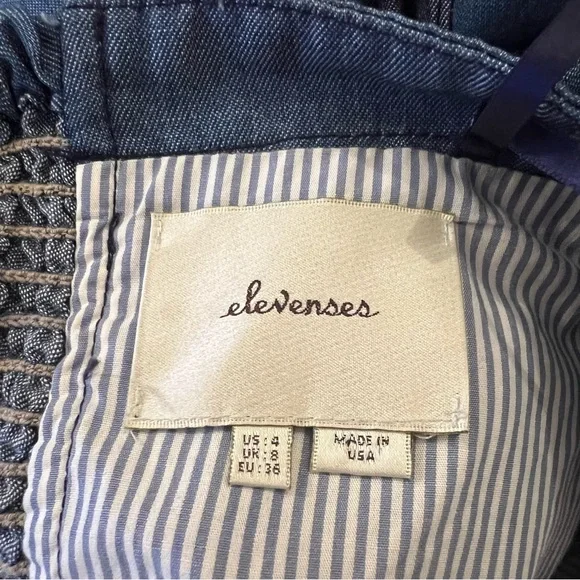 elevenses
US: 4
UK: 8
EU: 36
MADE IN
USA